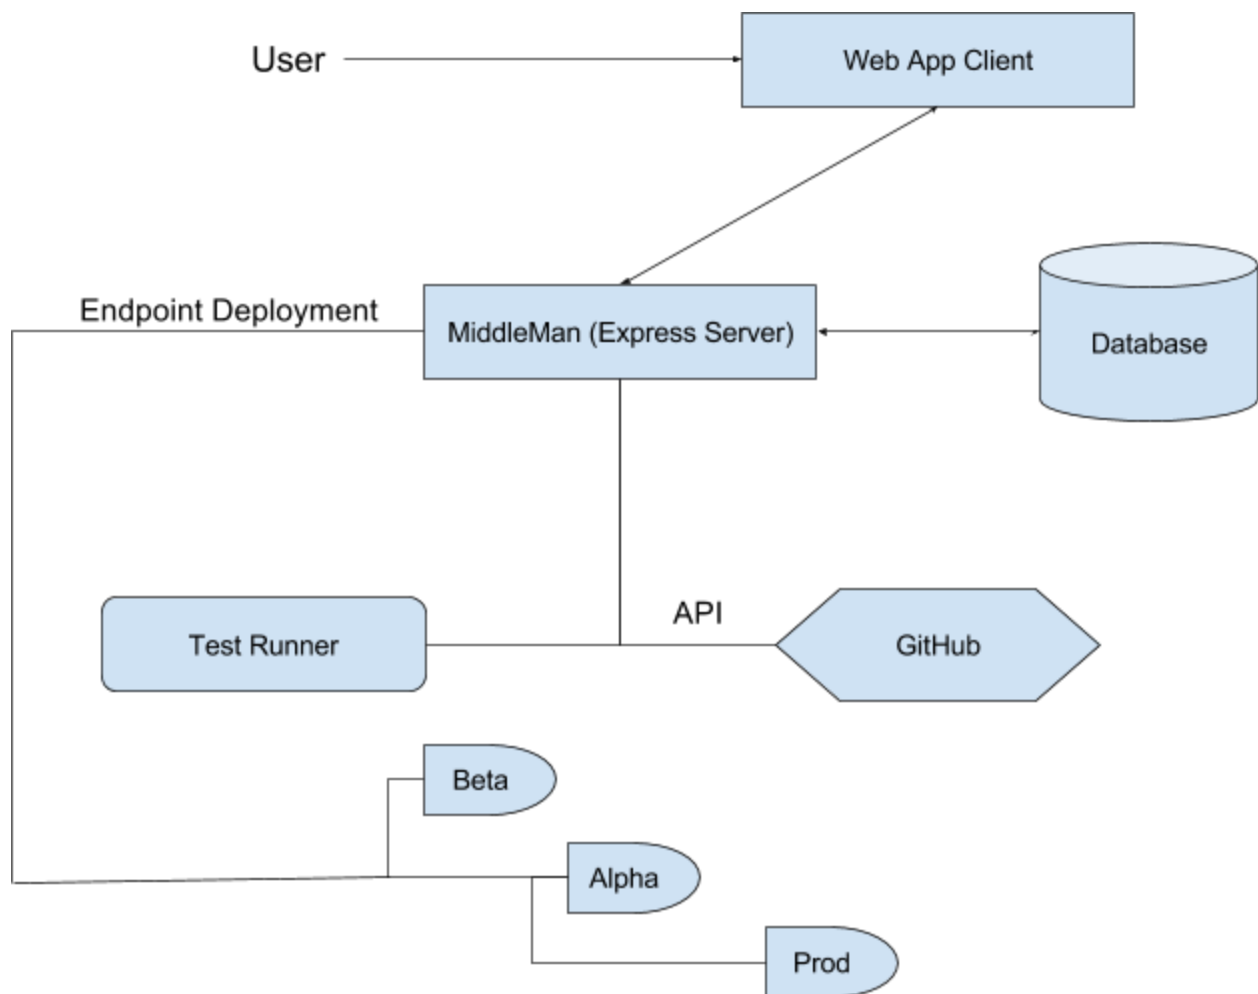 User
Web App Client
Endpoint Deployment
MiddleMan (Express Server)
Database
API
Test Runner
GitHub
Beta
Alpha
Prod